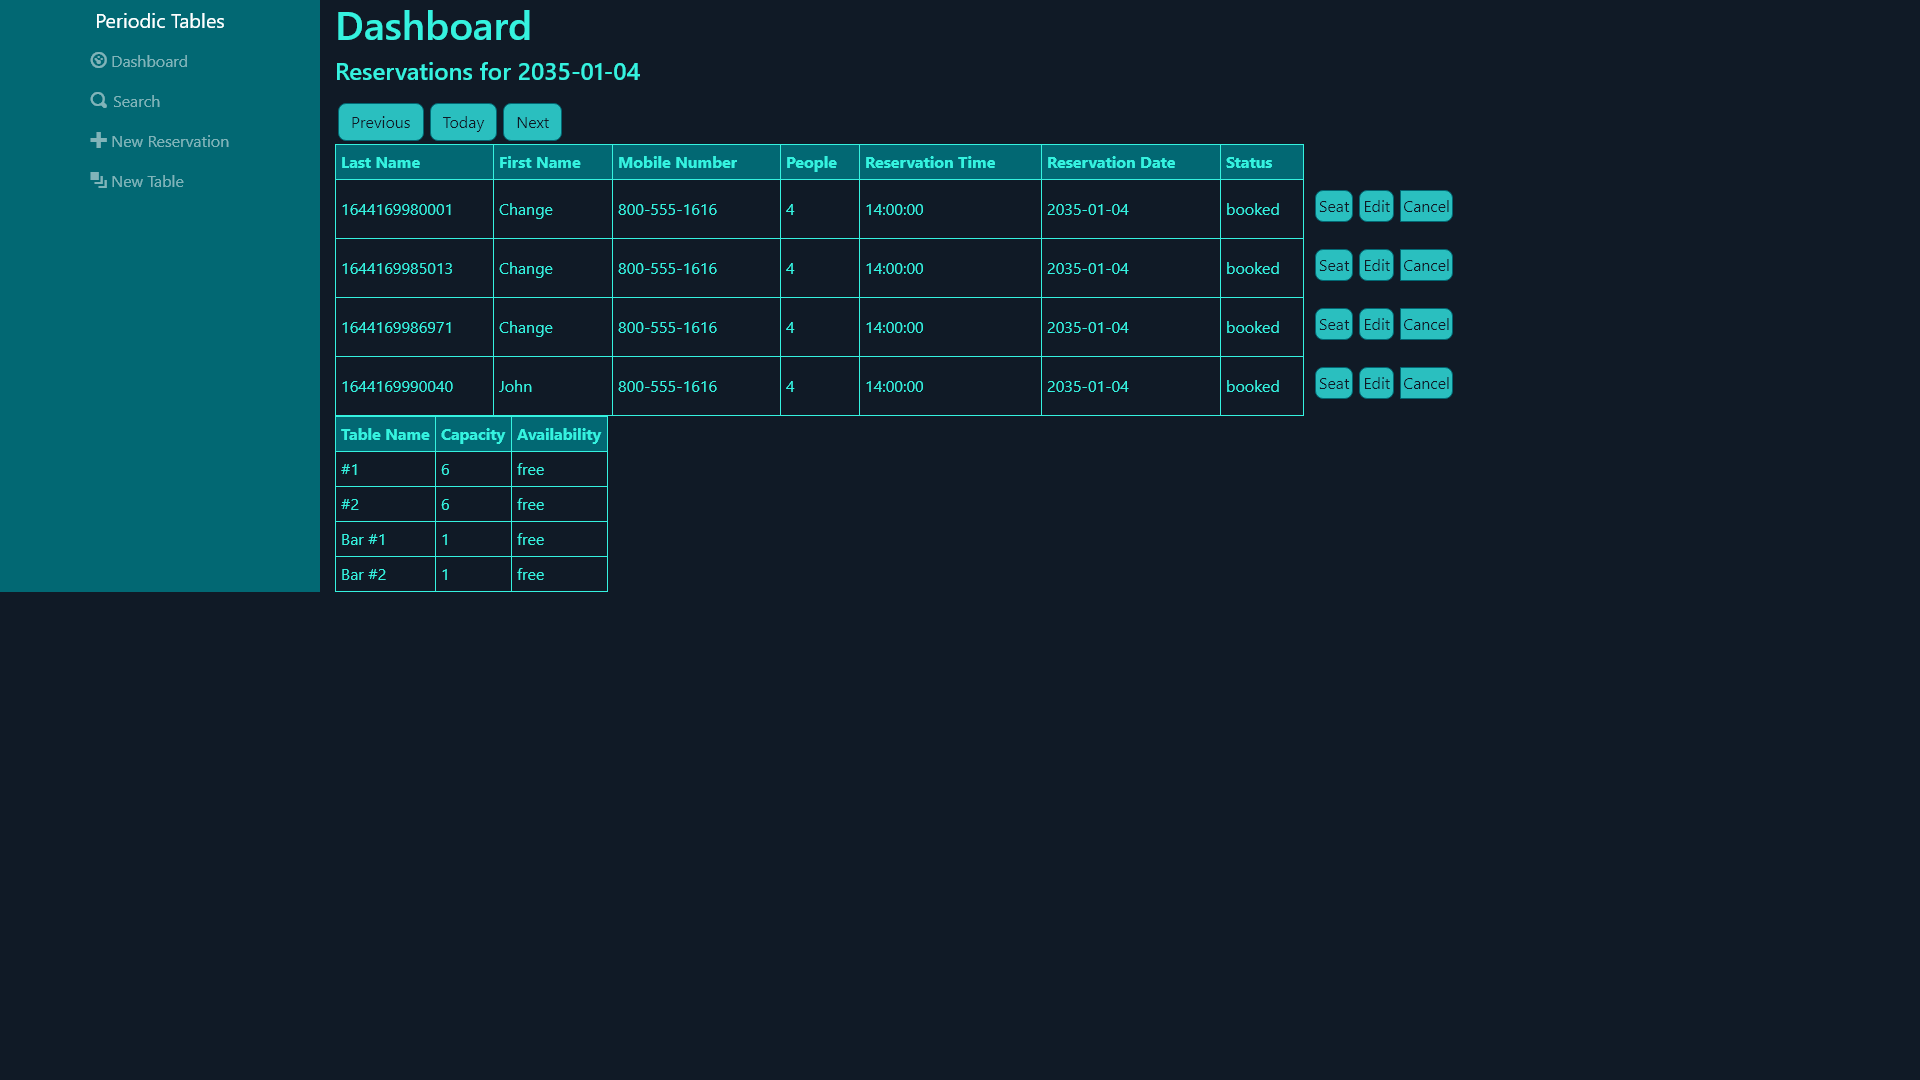 Periodic Tables
Dashboard
Search
New Reservation
New Table
Dashboard
Reservations for 2035-01-04
Previous Today Next
Last Name First Name Mobile Number People Reservation Time Reservation Date Status
1644169980001 Change 800-555-1616 4 14:00:00 2035-01-04 booked Seat Edit Cancel
1644169985013 Change 800-555-1616 4 14:00:00 2035-01-04 booked Seat Edit Cancel
1644169986971 Change 800-555-1616 4 14:00:00 2035-01-04 booked Seat Edit Cancel
1644169990040 John 800-555-1616 4 14:00:00 2035-01-04 booked Seat Edit Cancel
Table Name Capacity Availability
#1 6 free
#2 6 free
Bar #1 1 free
Bar #2 1 free